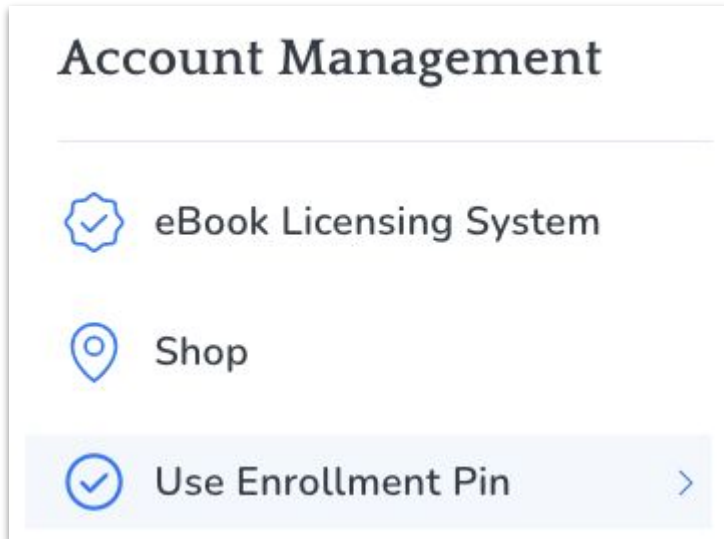 Account Management
eBook Licensing System
Shop
Use Enrollment Pin